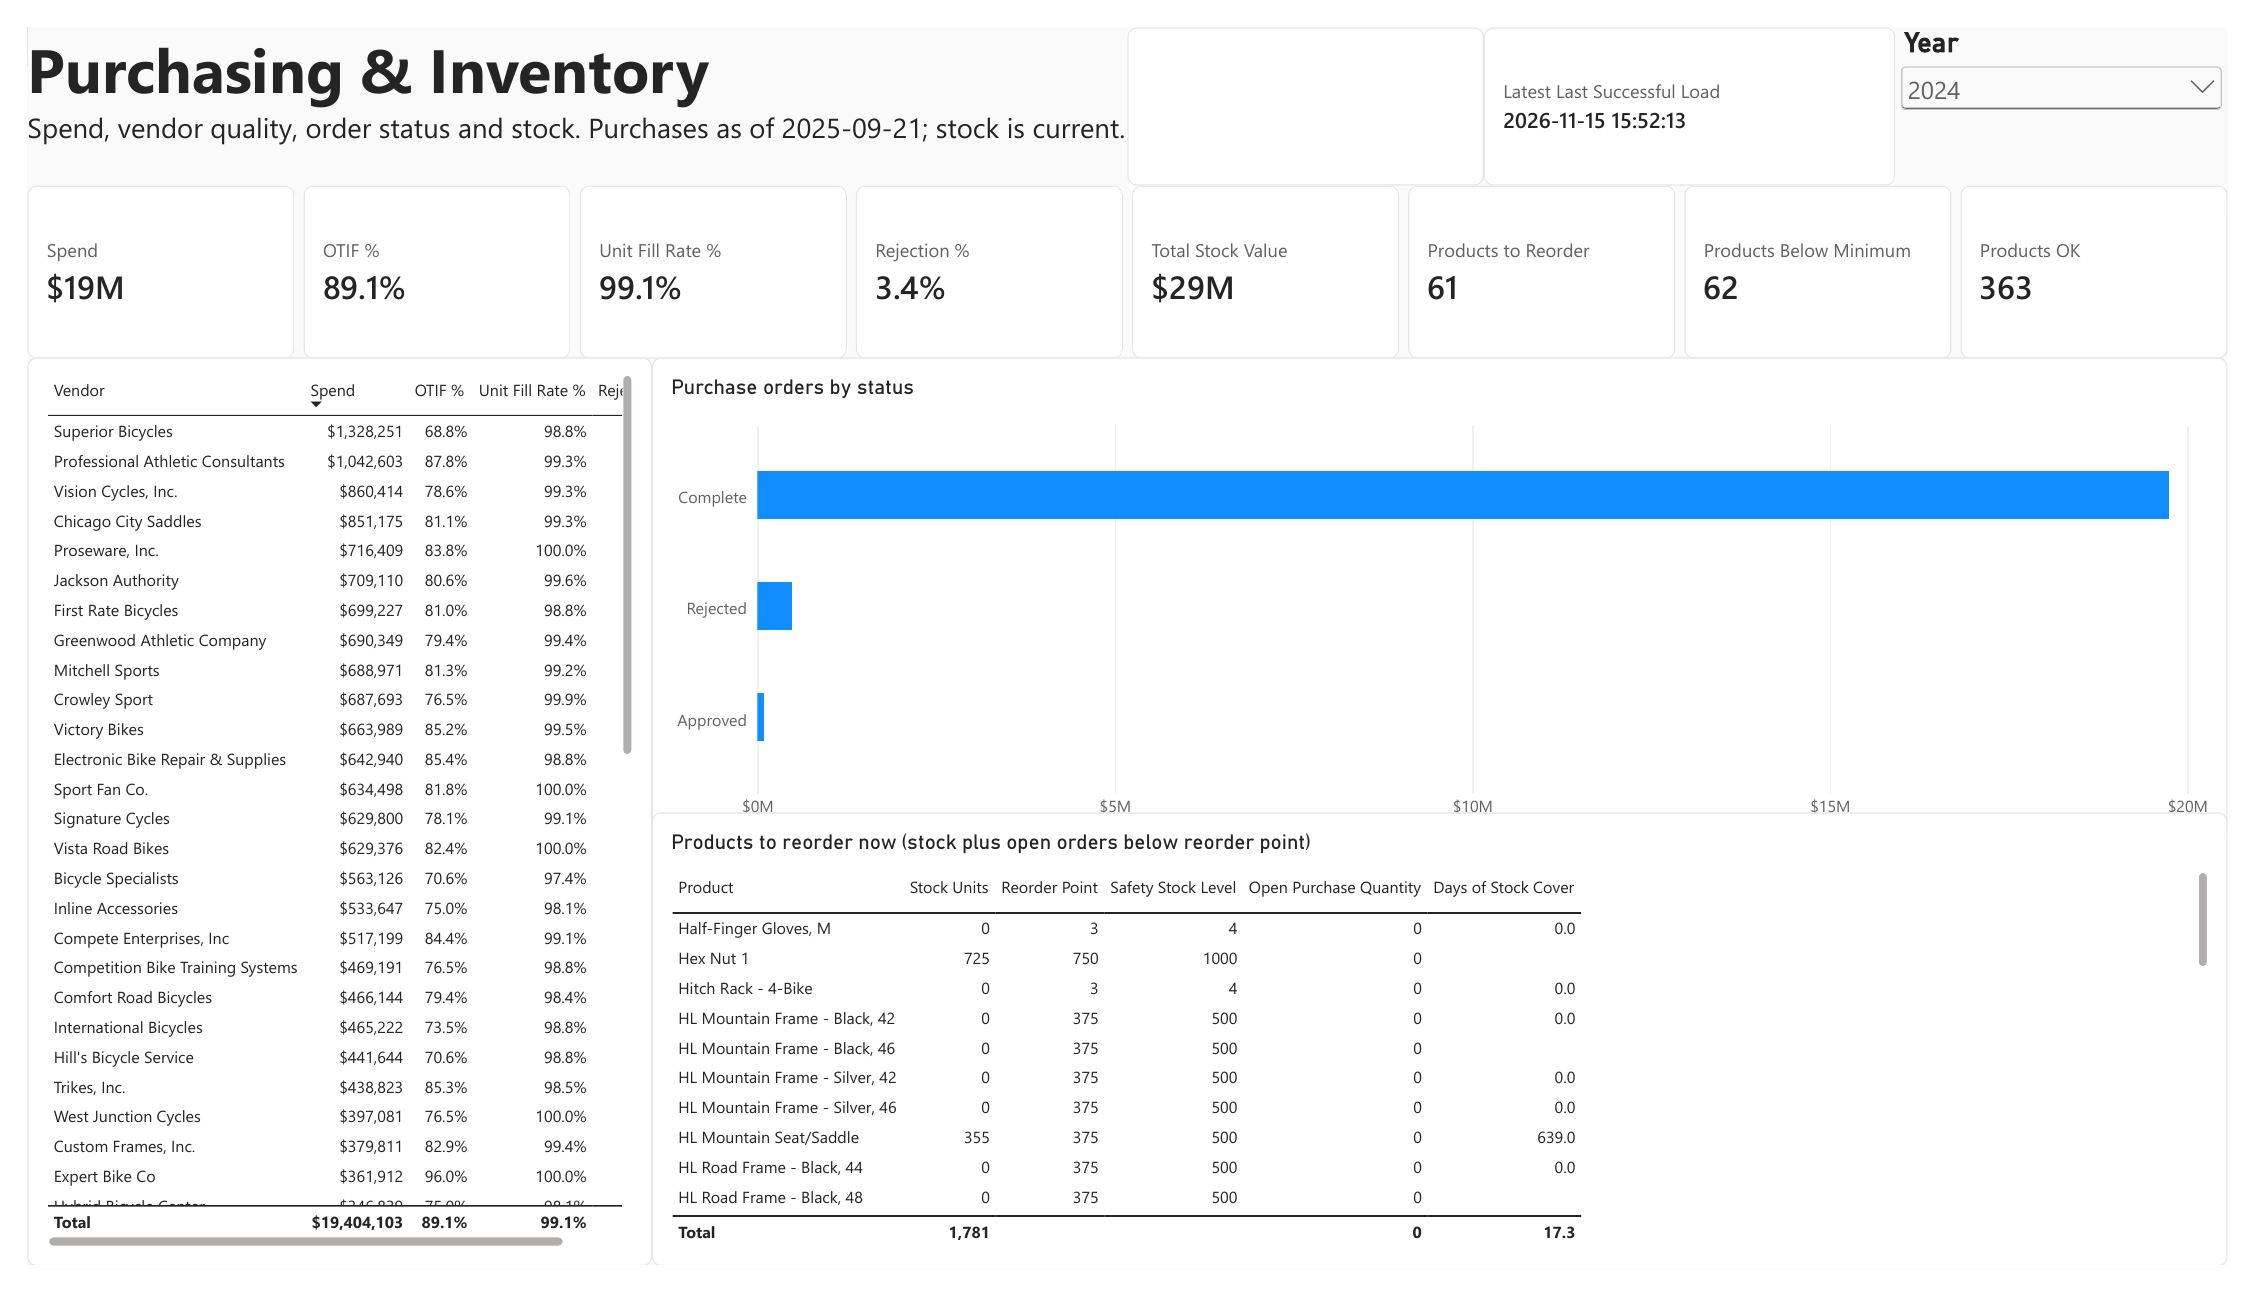 Purchasing & Inventory
Spend, vendor quality, order status and stock. Purchases as of 2025-09-21; stock is current.
Latest Last Successful Load
2026-11-15 15:52:13
Year
2024
Spend
$19M
OTIF %
89.1%
Unit Fill Rate %
99.1%
Rejection %
3.4%
Total Stock Value
$29M
Products to Reorder
61
Products Below Minimum
62
Products OK
363
Vendor Spend OTIF % Unit Fill Rate % Reje
Superior Bicycles $1,328,251 68.8% 98.8%
Professional Athletic Consultants $1,042,603 87.8% 99.3%
Vision Cycles, Inc. $860,414 78.6% 99.3%
Chicago City Saddles $851,175 81.1% 99.3%
Proseware, Inc. $716,409 83.8% 100.0%
Jackson Authority $709,110 80.6% 99.6%
First Rate Bicycles $699,227 81.0% 98.8%
Greenwood Athletic Company $690,349 79.4% 99.4%
Mitchell Sports $688,971 81.3% 99.2%
Crowley Sport $687,693 76.5% 99.9%
Victory Bikes $663,989 85.2% 99.5%
Electronic Bike Repair & Supplies $642,940 85.4% 98.8%
Sport Fan Co. $634,498 81.8% 100.0%
Signature Cycles $629,800 78.1% 99.1%
Vista Road Bikes $629,376 82.4% 100.0%
Bicycle Specialists $563,126 70.6% 97.4%
Inline Accessories $533,647 75.0% 98.1%
Compete Enterprises, Inc $517,199 84.4% 99.1%
Competition Bike Training Systems $469,191 76.5% 98.8%
Comfort Road Bicycles $466,144 79.4% 98.4%
International Bicycles $465,222 73.5% 98.8%
Hill's Bicycle Service $441,644 70.6% 98.8%
Trikes, Inc. $438,823 85.3% 98.5%
West Junction Cycles $397,081 76.5% 100.0%
Custom Frames, Inc. $379,811 82.9% 99.4%
Expert Bike Co $361,912 96.0% 100.0%
Total $19,404,103 89.1% 99.1%
Purchase orders by status
Complete
Rejected
Approved
$0M $5M $10M $15M $20M
Products to reorder now (stock plus open orders below reorder point)
Product Stock Units Reorder Point Safety Stock Level Open Purchase Quantity Days of Stock Cover
Half-Finger Gloves, M 0 3 4 0 0.0
Hex Nut 1 725 750 1000 0
Hitch Rack - 4-Bike 0 3 4 0 0.0
HL Mountain Frame - Black, 42 0 375 500 0 0.0
HL Mountain Frame - Black, 46 0 375 500 0
HL Mountain Frame - Silver, 42 0 375 500 0 0.0
HL Mountain Frame - Silver, 46 0 375 500 0 0.0
HL Mountain Seat/Saddle 355 375 500 0 639.0
HL Road Frame - Black, 44 0 375 500 0 0.0
HL Road Frame - Black, 48 0 375 500 0
Total 1,781 0 17.3